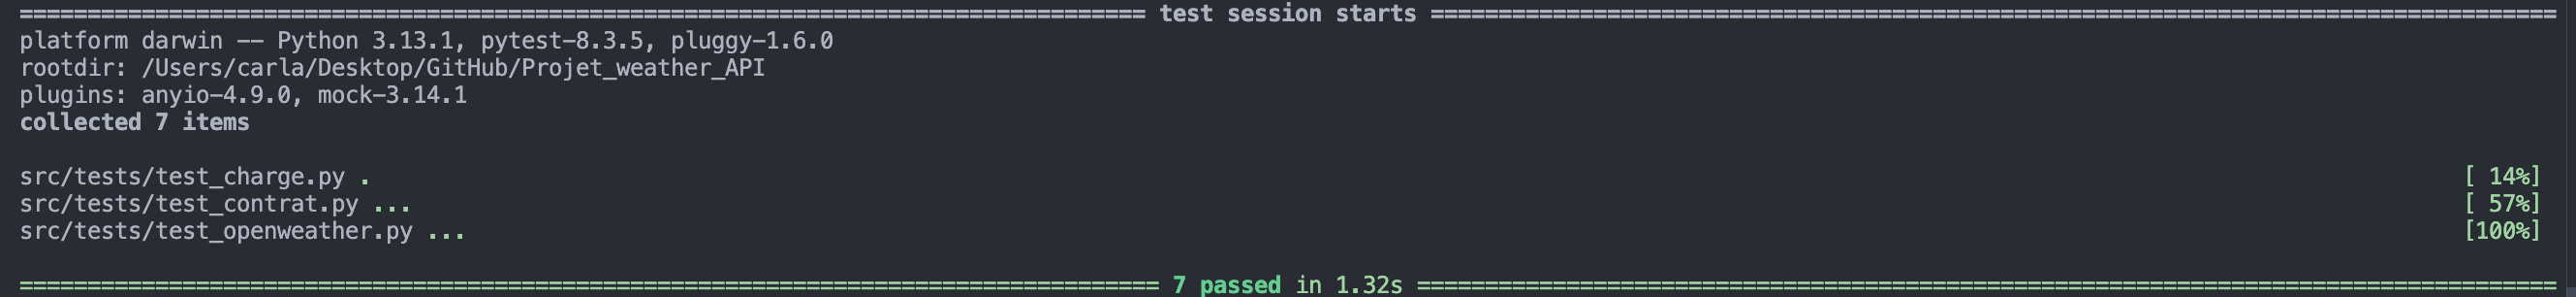 =================================================================================== test session starts ===================================================================================
platform darwin -- Python 3.13.1, pytest-8.3.5, pluggy-1.6.0
rootdir: /Users/carla/Desktop/GitHub/Projet_weather_API
plugins: anyio-4.9.0, mock-3.14.1
collected 7 items
src/tests/test_charge.py . [ 14%]
src/tests/test_contrat.py ... [ 57%]
src/tests/test_openweather.py ... [100%]
==================================================================================== 7 passed in 1.32s ====================================================================================